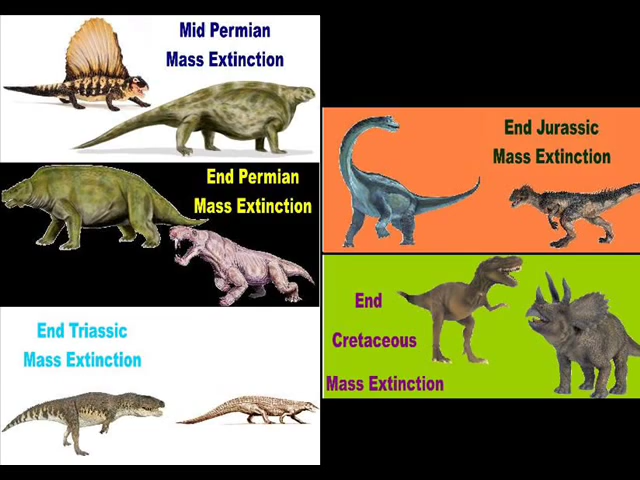 Mid Permian
Mass Extinction
End Permian
Mass Extinction
End Triassic
Mass Extinction
End Jurassic
Mass Extinction
End
Cretaceous
Mass Extinction